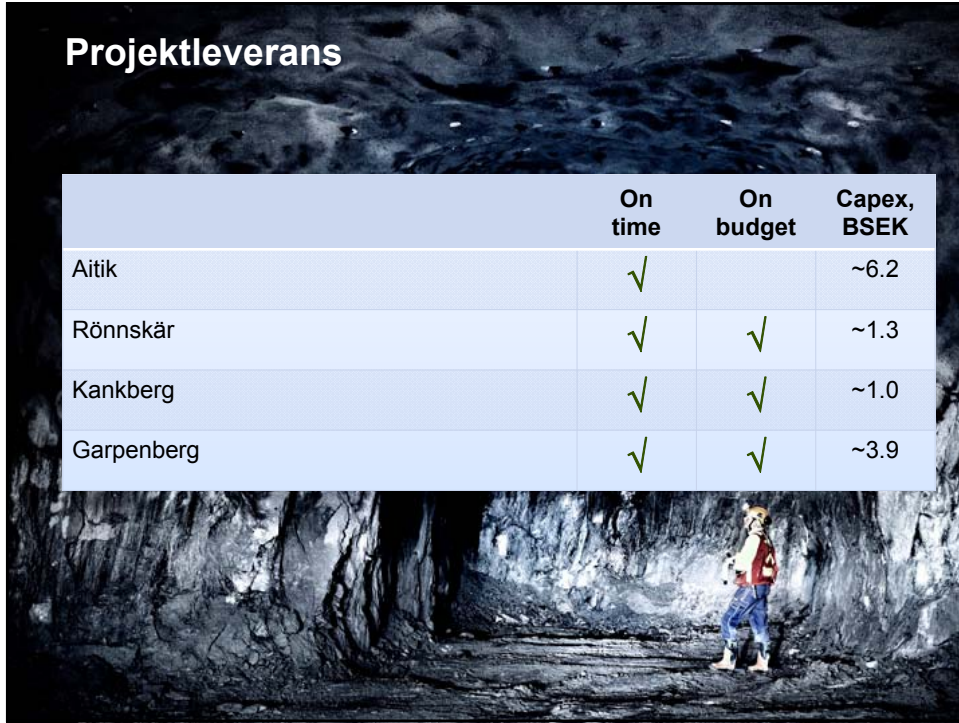 Projektleverans
On time On budget Capex, BSEK
Aitik √ ~6.2
Rönnskär √ √ ~1.3
Kankberg √ √ ~1.0
Garpenberg √ √ ~3.9